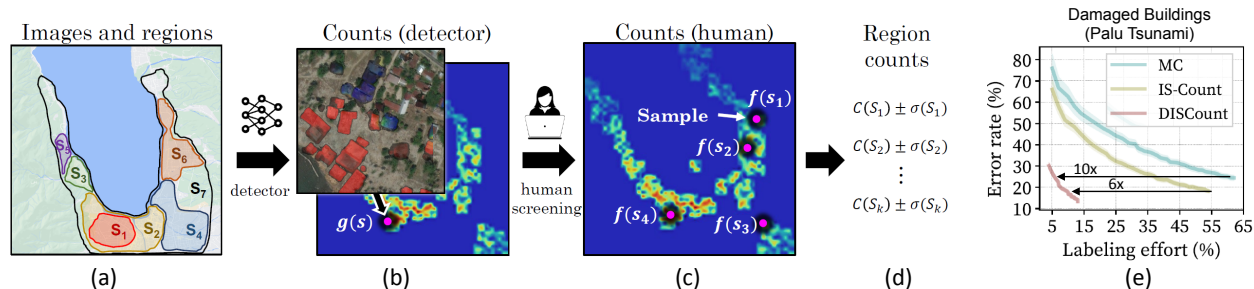 Images and regions
S5
S3
S1
S2
S6
S7
S4
(a)
detector
Counts (detector)
g(s)
(b)
human
screening
Counts (human)
Sample
f(s₁)
f(s₂)
f(s₄)
f(s₃)
(c)
Region
counts
C(S₁) ± σ(S₁)
C(S₂) ± σ(S₂)
⋮
C(Sₖ) ± σ(Sₖ)
(d)
Damaged Buildings
(Palu Tsunami)
Error rate (%)
80
70
60
50
40
30
20
10
MC
IS-Count
DISCount
10x
6x
5 15 25 35 45 55 65
Labeling effort (%)
(e)